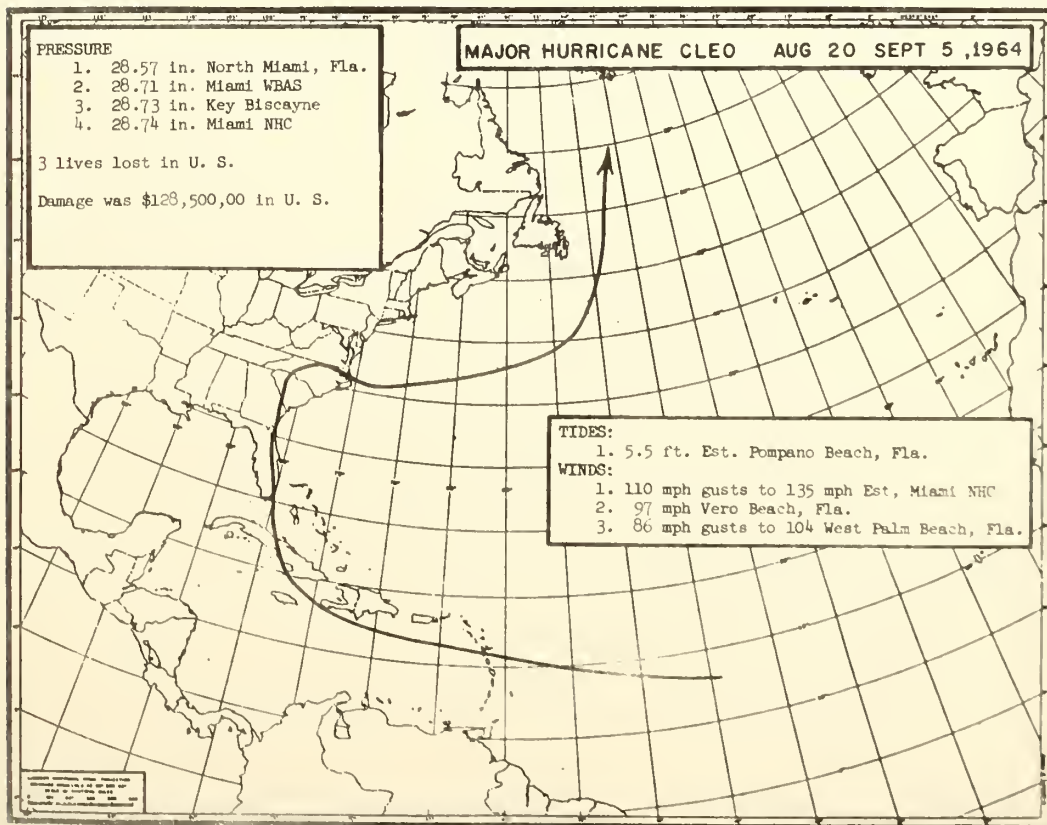 PRESSURE
1. 28.57 in. North Miami, Fla.
2. 28.71 in. Miami WBAS
3. 28.73 in. Key Biscayne
4. 28.74 in. Miami NHC
3 lives lost in U. S.
Damage was $128,500,00 in U. S.
MAJOR HURRICANE CLEO AUG 20 SEPT 5 ,1964
TIDES:
1. 5.5 ft. Est. Pompano Beach, Fla.
WINDS:
1. 110 mph gusts to 135 mph Est, Miami NHC
2. 97 mph Vero Beach, Fla.
3. 86 mph gusts to 104 West Palm Beach, Fla.